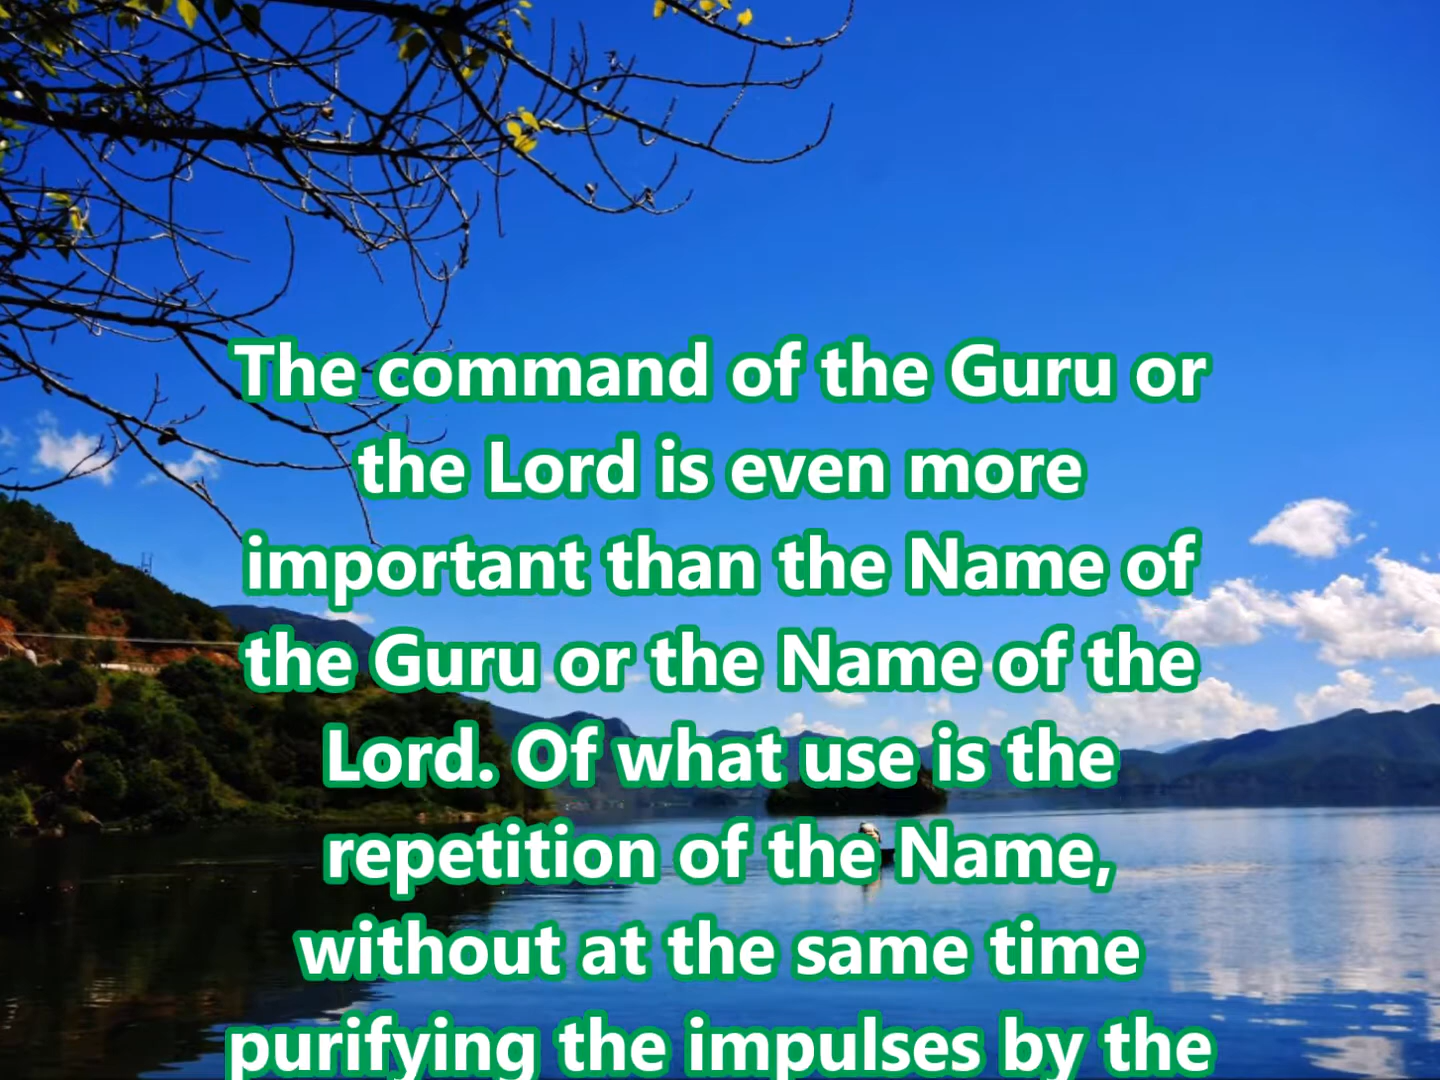 The command of the Guru or
the Lord is even more
important than the Name of
the Guru or the Name of the
Lord. Of what use is the
repetition of the Name,
without at the same time
purifying the impulses by the